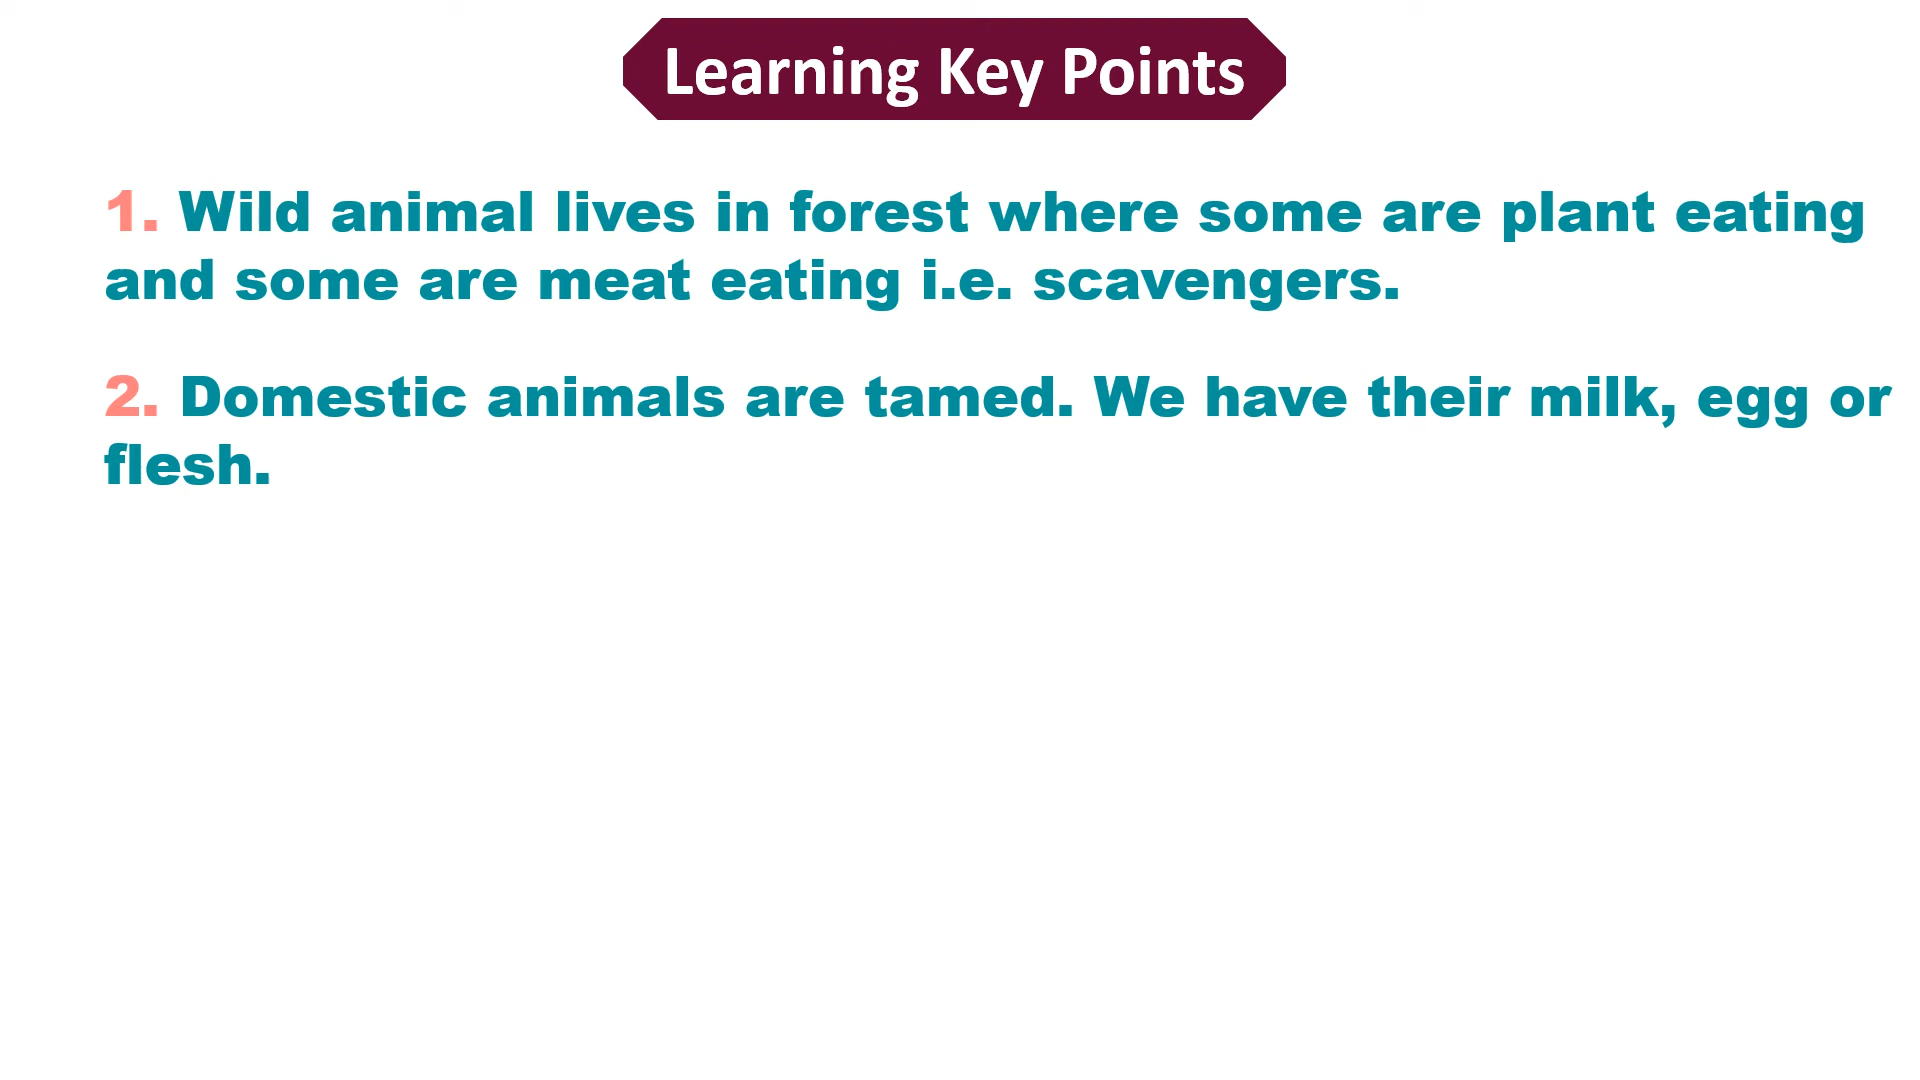 Learning Key Points
1. Wild animal lives in forest where some are plant eating
and some are meat eating i.e. scavengers.
2. Domestic animals are tamed. We have their milk, egg or
flesh.